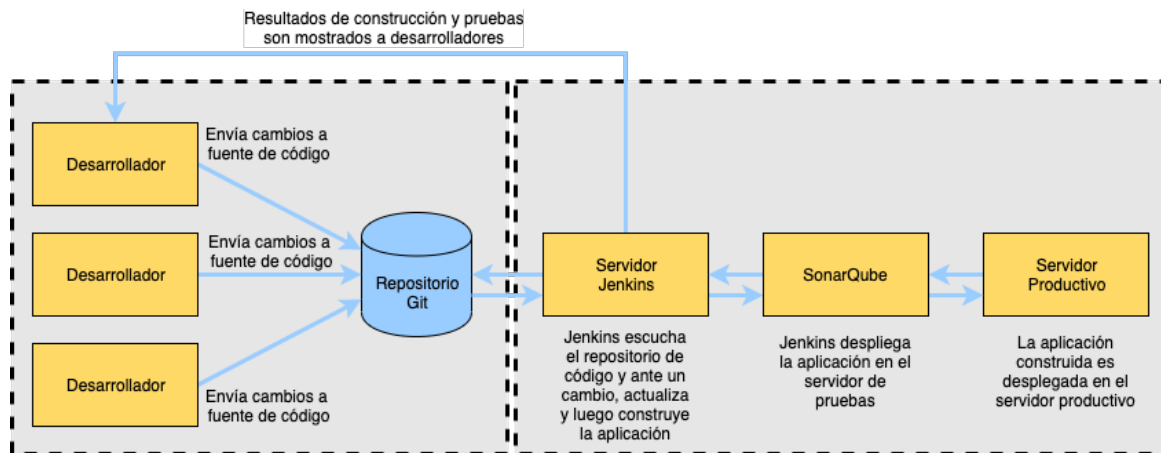 Resultados de construcción y pruebas
son mostrados a desarrolladores
Desarrollador
Envía cambios a
fuente de código
Desarrollador
Envía cambios a
fuente de código
Desarrollador
Envía cambios a
fuente de código
Repositorio
Git
Servidor
Jenkins
Jenkins escucha
el repositorio de
código y ante un
cambio, actualiza
y luego construye
la aplicación
SonarQube
Jenkins despliega
la aplicación en el
servidor de
pruebas
Servidor
Productivo
La aplicación
construida es
desplegada en el
servidor productivo